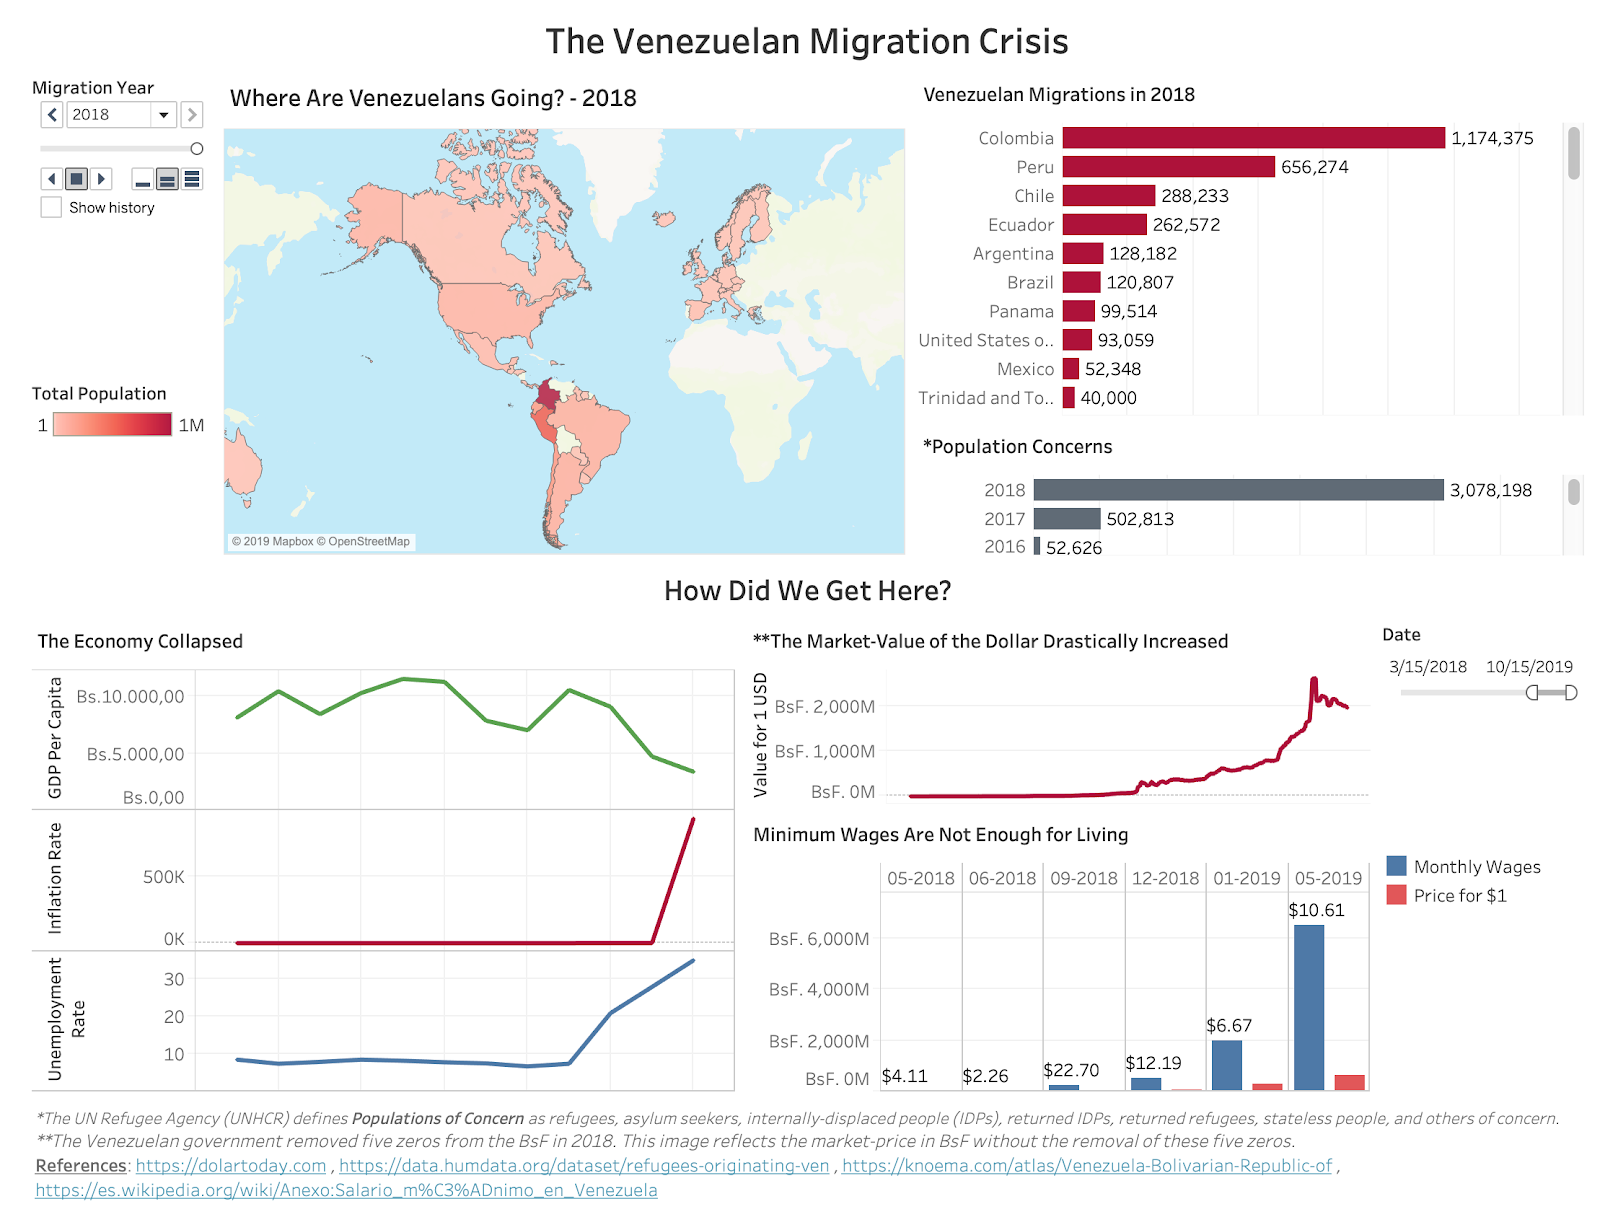 The Venezuelan Migration Crisis
Migration Year
2018
Show history
Total Population
1
1M
Where Are Venezuelans Going? - 2018
© 2019 Mapbox © OpenStreetMap
Venezuelan Migrations in 2018
Colombia 1,174,375
Peru 656,274
Chile 288,233
Ecuador 262,572
Argentina 128,182
Brazil 120,807
Panama 99,514
United States o.. 93,059
Mexico 52,348
Trinidad and To.. 40,000
*Population Concerns
2018 3,078,198
2017 502,813
2016 52,626
How Did We Get Here?
The Economy Collapsed
GDP Per Capita
Bs.10.000,00
Bs.5.000,00
Bs.0,00
Inflation Rate
500K
0K
Unemployment
Rate
30
20
10
**The Market-Value of the Dollar Drastically Increased
Value for 1 USD
BsF. 2,000M
BsF. 1,000M
BsF. 0M
Date
3/15/2018 10/15/2019
Minimum Wages Are Not Enough for Living
05-2018 06-2018 09-2018 12-2018 01-2019 05-2019
BsF. 6,000M
BsF. 4,000M
BsF. 2,000M
BsF. 0M
$4.11 $2.26 $22.70 $12.19 $6.67 $10.61
Monthly Wages
Price for $1
*The UN Refugee Agency (UNHCR) defines Populations of Concern as refugees, asylum seekers, internally-displaced people (IDPs), returned IDPs, returned refugees, stateless people, and others of concern.
**The Venezuelan government removed five zeros from the BsF in 2018. This image reflects the market-price in BsF without the removal of these five zeros.
References: https://dolartoday.com , https://data.humdata.org/dataset/refugees-originating-ven , https://knoema.com/atlas/Venezuela-Bolivarian-Republic-of ,
https://es.wikipedia.org/wiki/Anexo:Salario_m%C3%ADnimo_en_Venezuela